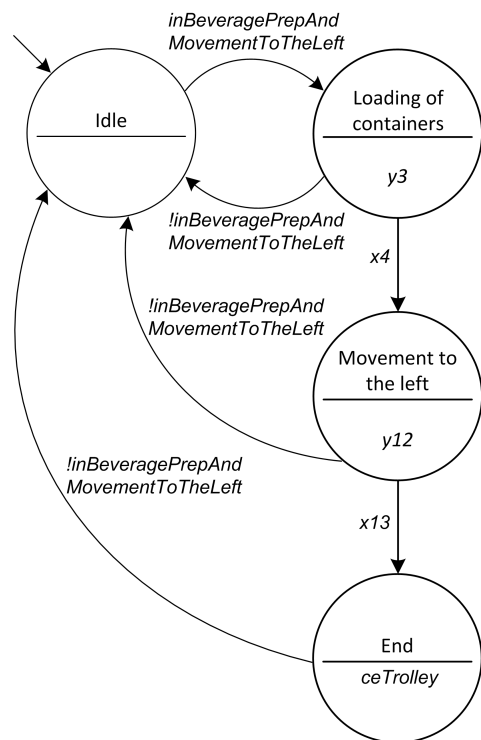 inBeveragePrepAnd
MovementToTheLeft
Idle
Loading of
containers
y3
!inBeveragePrepAnd
MovementToTheLeft
x4
!inBeveragePrepAnd
MovementToTheLeft
Movement to
the left
y12
!inBeveragePrepAnd
MovementToTheLeft
x13
End
ceTrolley